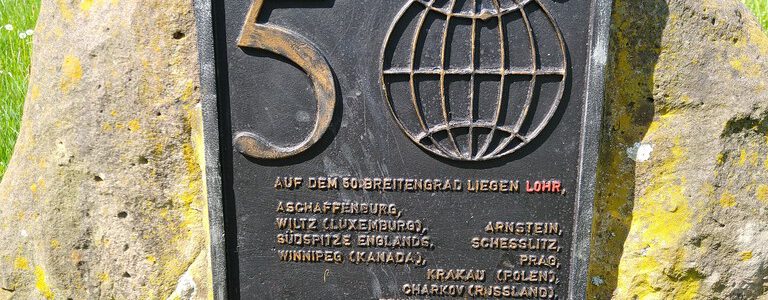 5
AUF DEM 50.BREITENGRAD LIEGEN LOHR,
ASCHAFFENBURG,
WILTZ (LUXEMBURG),
SÜDSPITZE ENGLANDS,
WINNIPEG (KANADA),
ARNSTEIN,
SCHESSLITZ,
PRAG,
KRAKAU (POLEN),
CHARKOV (RUSSLAND),